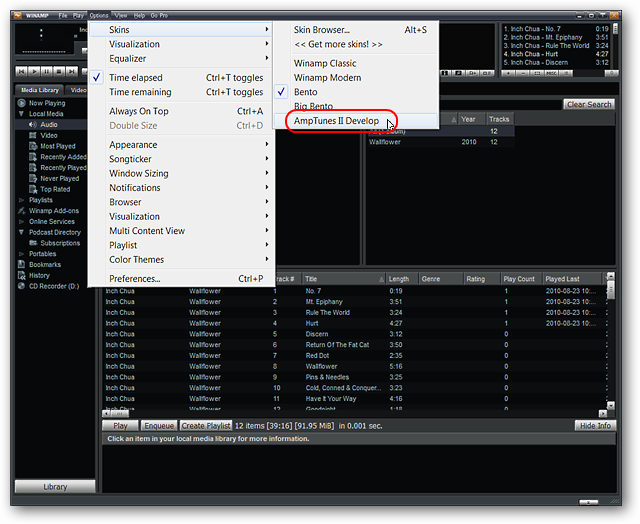 WINAMP File Play Options View Help Go Pro
Skins
Visualization
Equalizer
Time elapsed Ctrl+T toggles
Time remaining Ctrl+T toggles
Always On Top Ctrl+A
Double Size Ctrl+D
Appearance
Songticker
Window Sizing
Notifications
Browser
Visualization
Multi Content View
Playlist
Color Themes
Preferences... Ctrl+P
Skin Browser... Alt+S
<< Get more skins! >>
Winamp Classic
Winamp Modern
Bento
Big Bento
AmpTunes II Develop
1. Inch Chua - No. 7 0:19
2. Inch Chua - Mt. Epiphany 3:51
3. Inch Chua - Rule The World 3:24
4. Inch Chua - Hurt 4:27
5. Inch Chua - Discern 3:12
Media Library Video
Now Playing
Local Media
Audio
Video
Most Played
Recently Added
Recently Played
Never Played
Top Rated
Playlists
Winamp Add-ons
Online Services
Podcast Directory
Subscriptions
Portables
Bookmarks
History
CD Recorder (D:)
Library
Clear Search
Year Tracks
12
Wallflower 2010 12
Track # Title Length Genre Rating Play Count Played Last
Inch Chua Wallflower 1 No. 7 0:19 1 2010-08-23 10:...
Inch Chua Wallflower 2 Mt. Epiphany 3:51 1 2010-08-23 10:...
Inch Chua Wallflower 3 Rule The World 3:24 1 2010-08-23 10:...
Inch Chua Wallflower 4 Hurt 4:27 1 2010-08-23 10:...
Inch Chua Wallflower 5 Discern 3:12 0
Inch Chua Wallflower 6 Return Of The Fat Cat 3:50 0
Inch Chua Wallflower 7 Red Dot 2:35 0
Inch Chua Wallflower 8 Wallflower 5:16 0
Inch Chua Wallflower 9 Pins & Needles 3:25 0
Inch Chua Wallflower 10 Cold, Conned & Conquer... 3:23 0
Inch Chua Wallflower 11 Have It Your Way 4:16 0
Inch Chua Wallflower 12 Goodnight 1:18 0
Play Enqueue Create Playlist 12 items [39:16] [91.95 MiB] in 0.001 sec. Hide Info
Click an item in your local media library for more information.